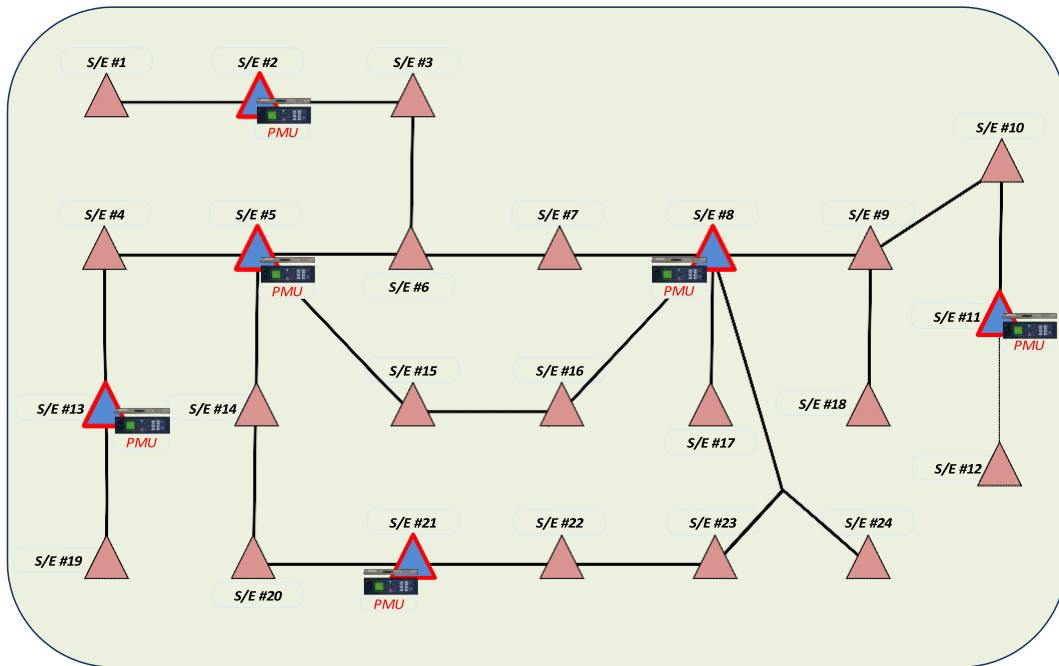 S/E #1
S/E #2
S/E #3
PMU
S/E #10
S/E #4
S/E #5
S/E #7
S/E #8
S/E #9
S/E #6
PMU
PMU
S/E #11
PMU
S/E #15
S/E #16
S/E #13
S/E #14
S/E #18
PMU
S/E #17
S/E #12
S/E #21
S/E #22
S/E #23
S/E #24
S/E #19
S/E #20
PMU